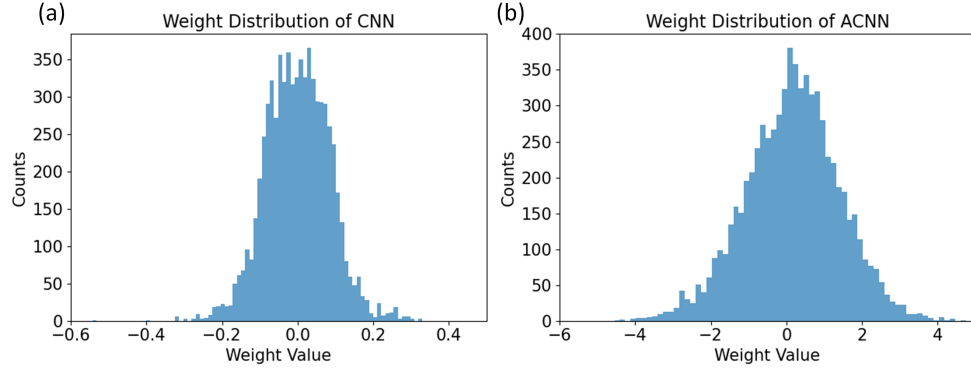 (a)
Weight Distribution of CNN
350
300
250
200
150
100
50
0
Counts
−0.6 −0.4 −0.2 0.0 0.2 0.4
Weight Value
(b)
Weight Distribution of ACNN
400
350
300
250
200
150
100
50
0
Counts
−6 −4 −2 0 2 4
Weight Value